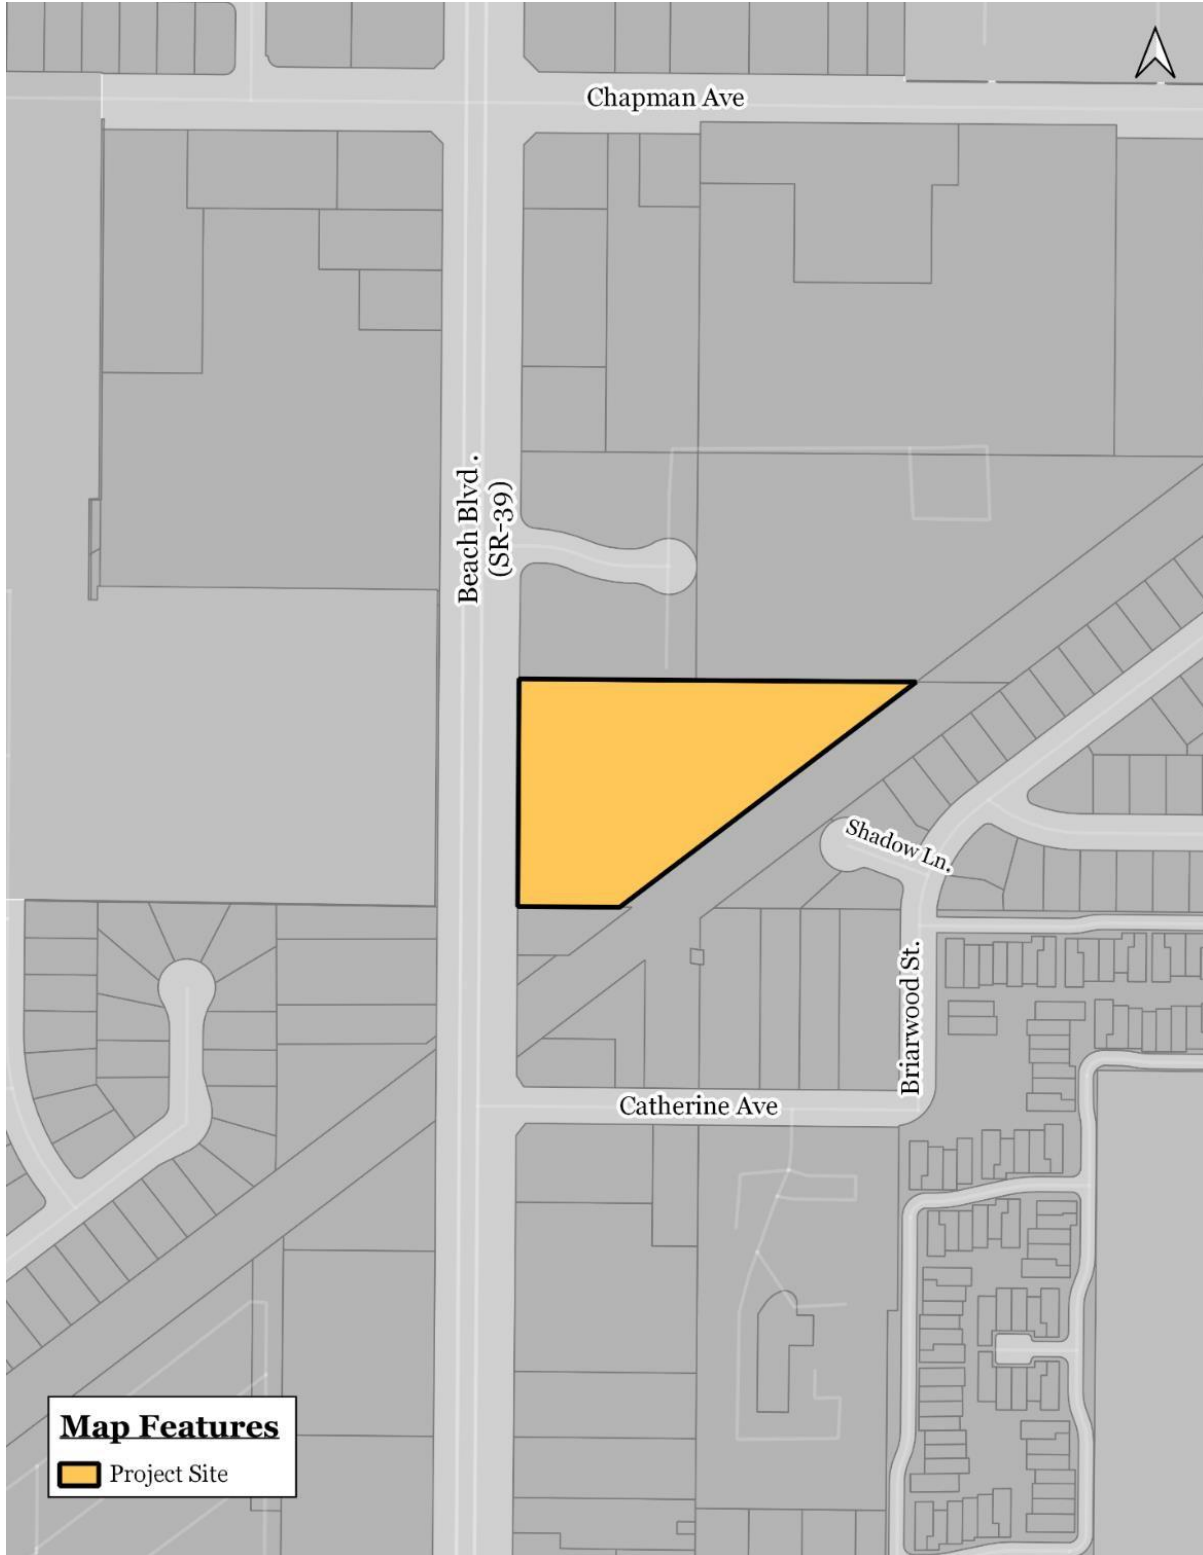 Chapman Ave
Beach Blvd.
(SR-39)
Shadow Ln.
Briarwood St.
Catherine Ave
Map Features
Project Site